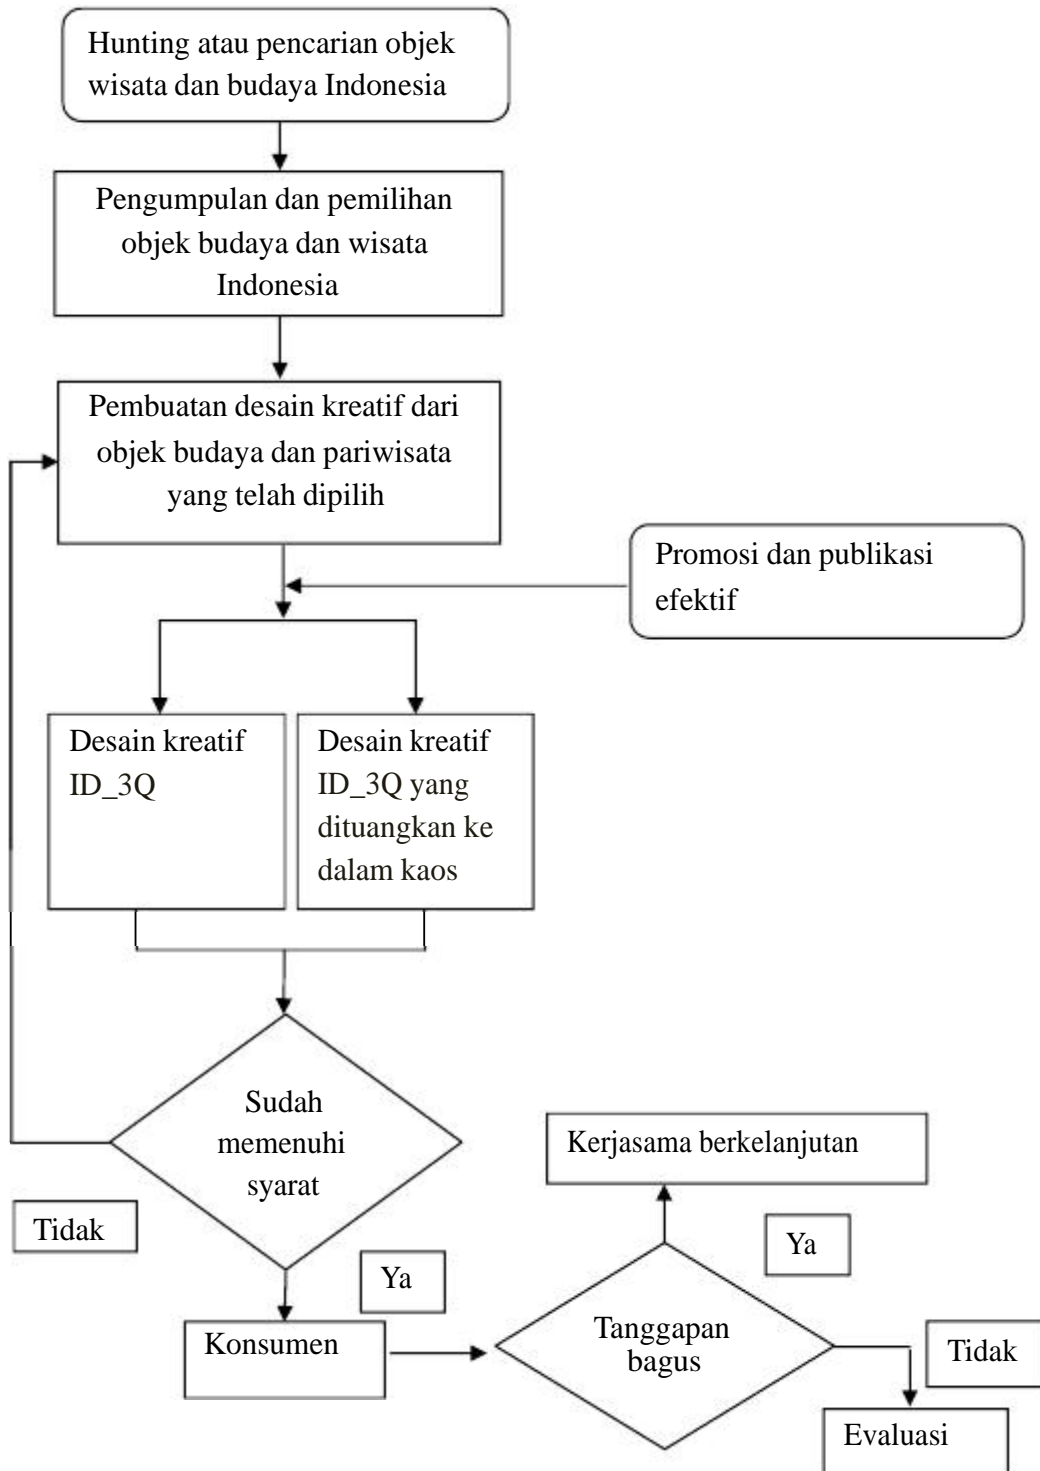 Hunting atau pencarian objek
wisata dan budaya Indonesia
Pengumpulan dan pemilihan
objek budaya dan wisata
Indonesia
Pembuatan desain kreatif dari
objek budaya dan pariwisata
yang telah dipilih
Promosi dan publikasi
efektif
Desain kreatif
ID_3Q
Desain kreatif
ID_3Q yang
dituangkan ke
dalam kaos
Sudah
memenuhi
syarat
Tidak
Ya
Konsumen
Kerjasama berkelanjutan
Ya
Tanggapan
bagus
Tidak
Evaluasi